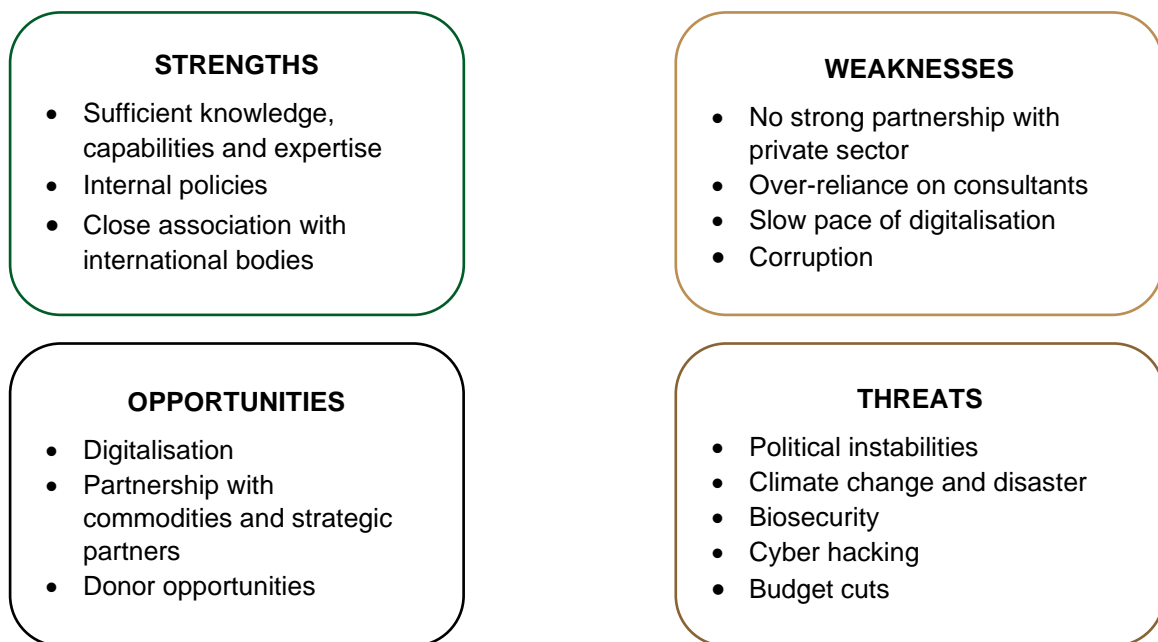 STRENGTHS
• Sufficient knowledge,
capabilities and expertise
• Internal policies
• Close association with
international bodies
WEAKNESSES
• No strong partnership with
private sector
• Over-reliance on consultants
• Slow pace of digitalisation
• Corruption
OPPORTUNITIES
• Digitalisation
• Partnership with
commodities and strategic
partners
• Donor opportunities
THREATS
• Political instabilities
• Climate change and disaster
• Biosecurity
• Cyber hacking
• Budget cuts